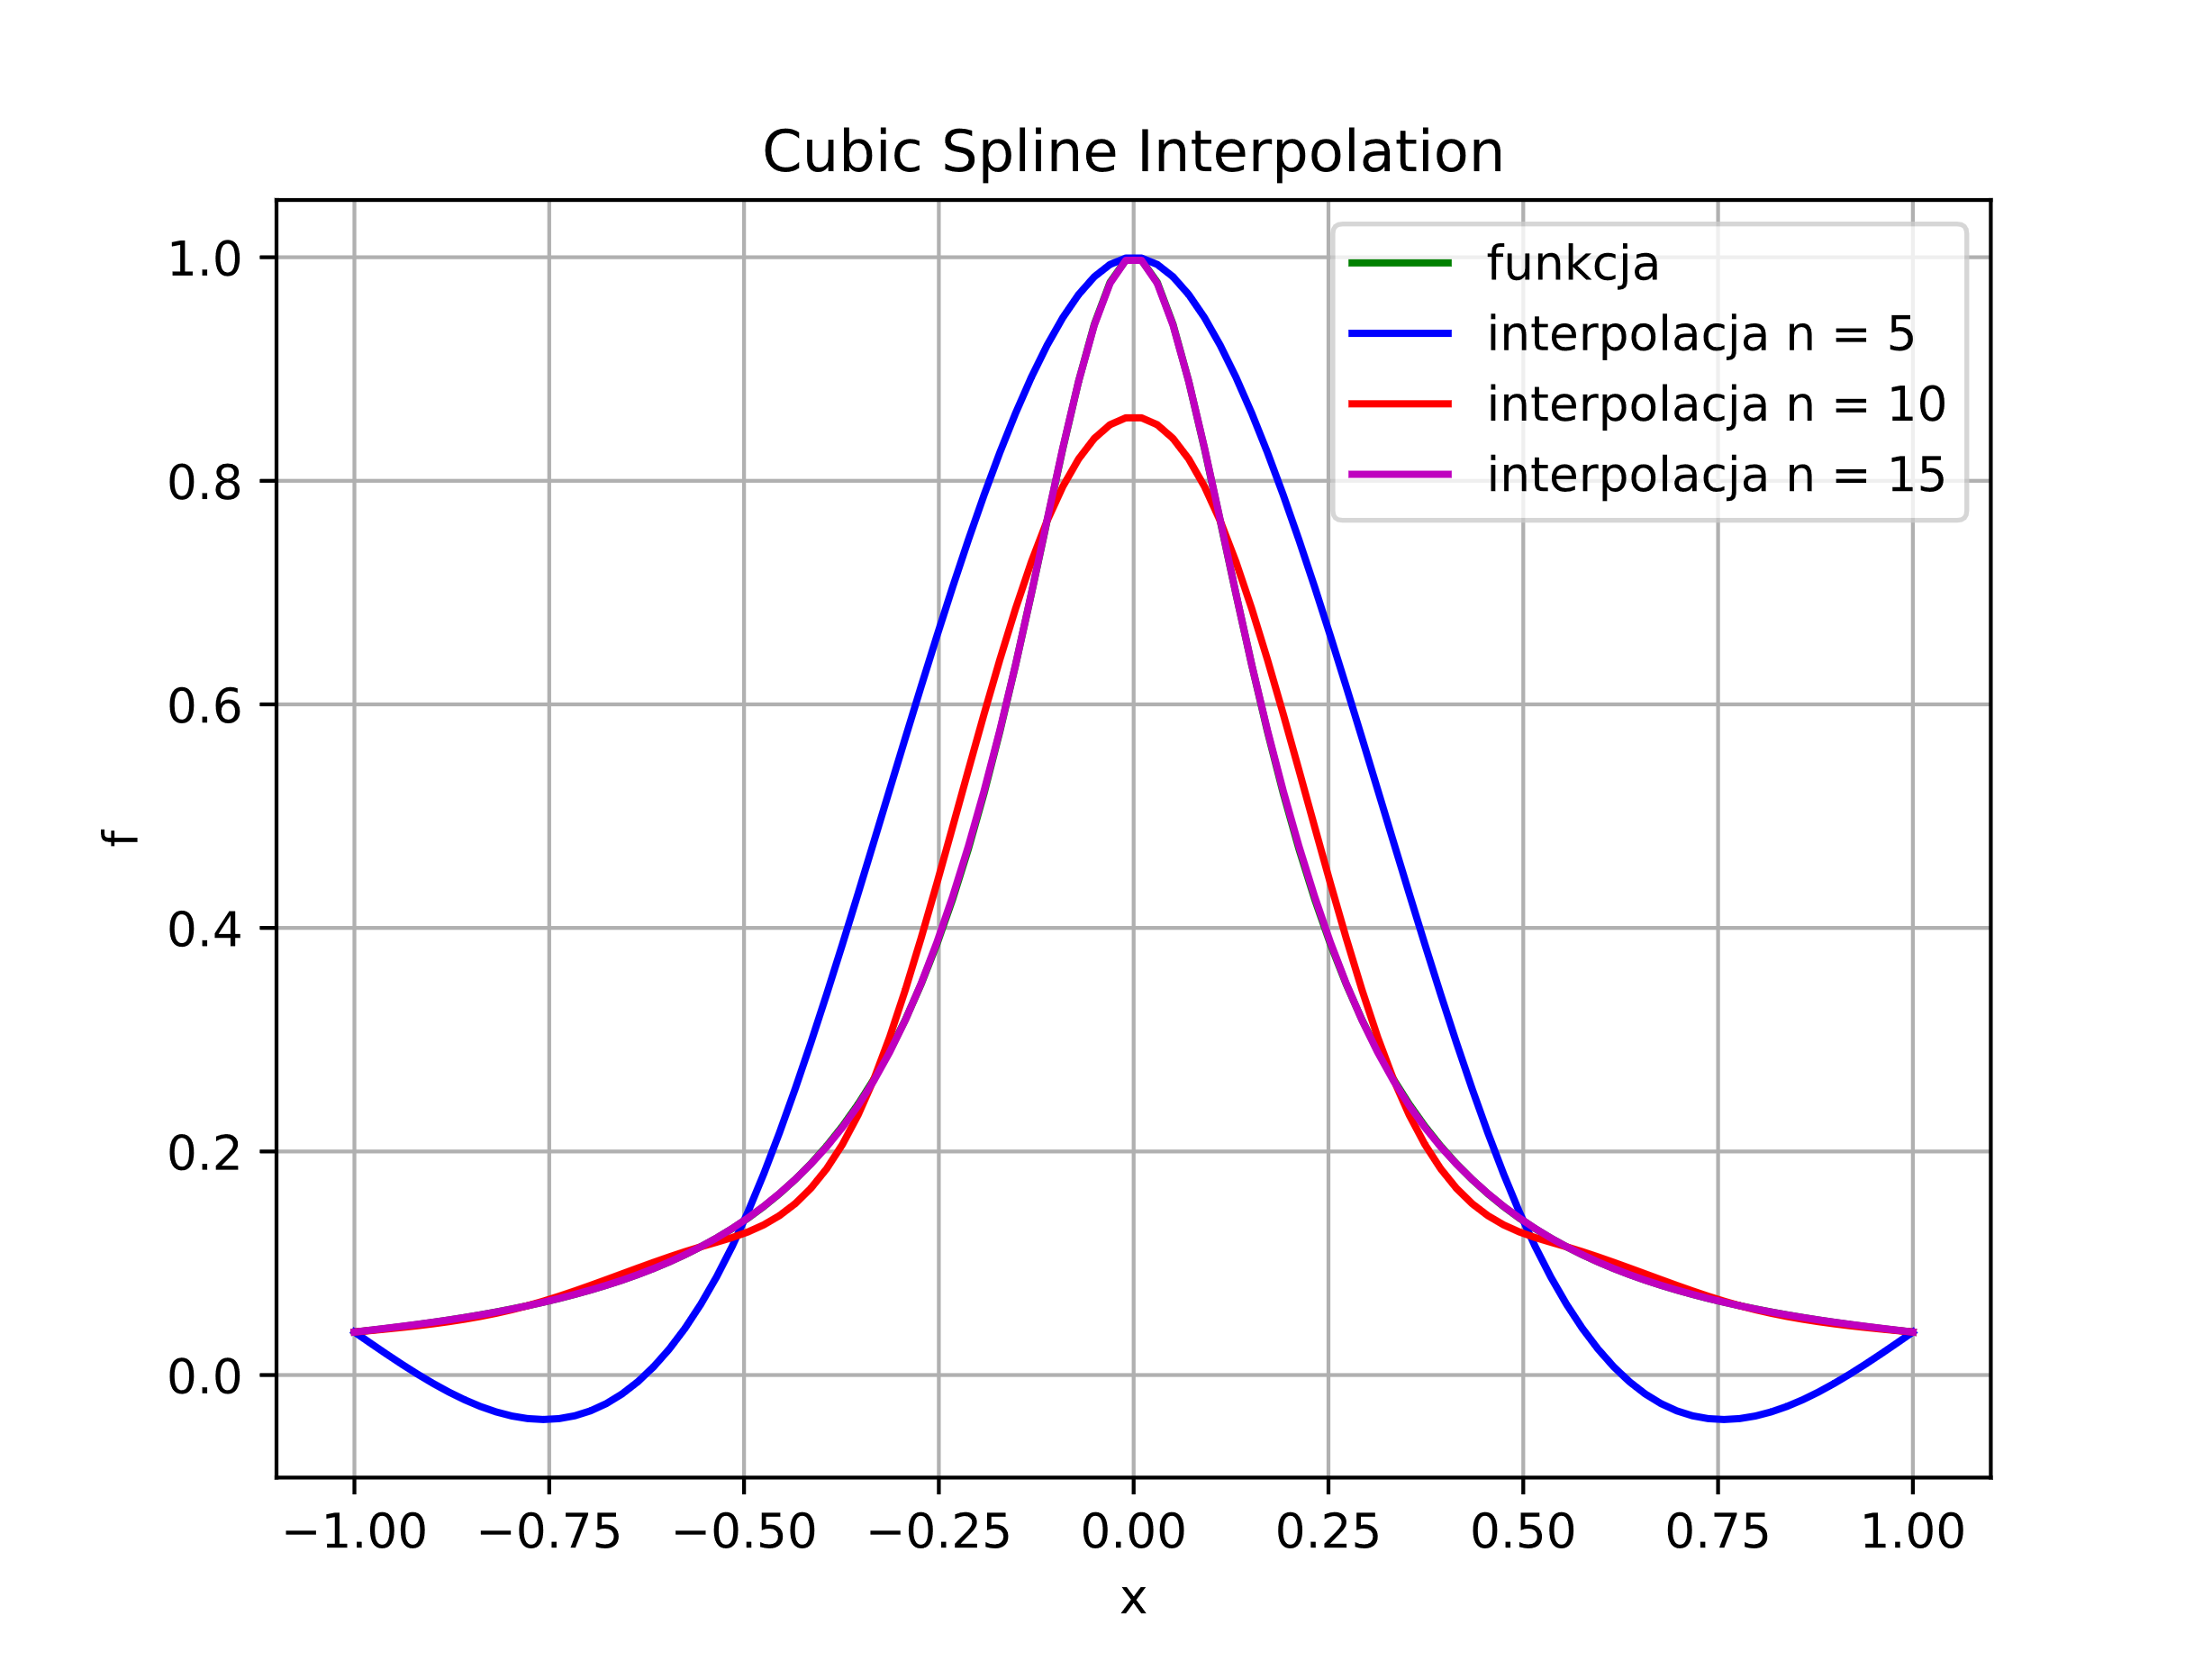 Cubic Spline Interpolation
funkcja
interpolacja n = 5
interpolacja n = 10
interpolacja n = 15
1.0
0.8
0.6
0.4
0.2
0.0
f
−1.00 −0.75 −0.50 −0.25 0.00 0.25 0.50 0.75 1.00
x